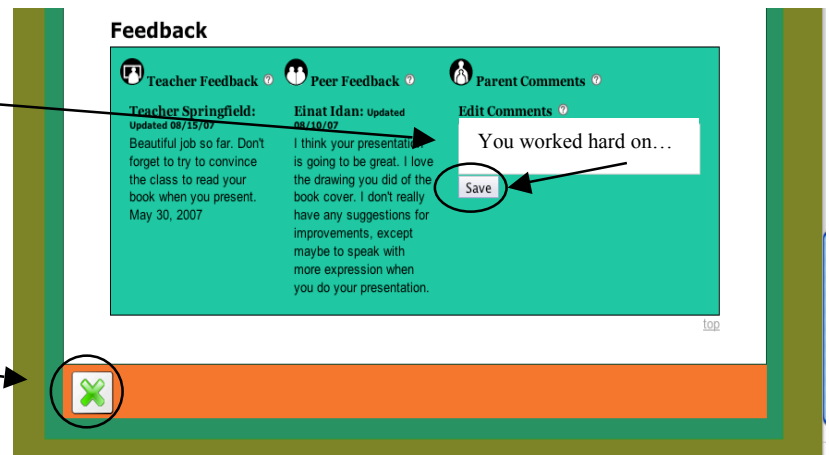 Feedback
Teacher Feedback ?
Teacher Springfield:
Updated 08/15/07
Beautiful job so far. Don't
forget to try to convince
the class to read your
book when you present.
May 30, 2007
Peer Feedback ?
Einat Idan: Updated
08/10/07
I think your presentation
is going to be great. I love
the drawing you did of the
book cover. I don't really
have any suggestions for
improvements, except
maybe to speak with
more expression when
you do your presentation.
Parent Comments ?
Edit Comments ?
You worked hard on…
Save
top